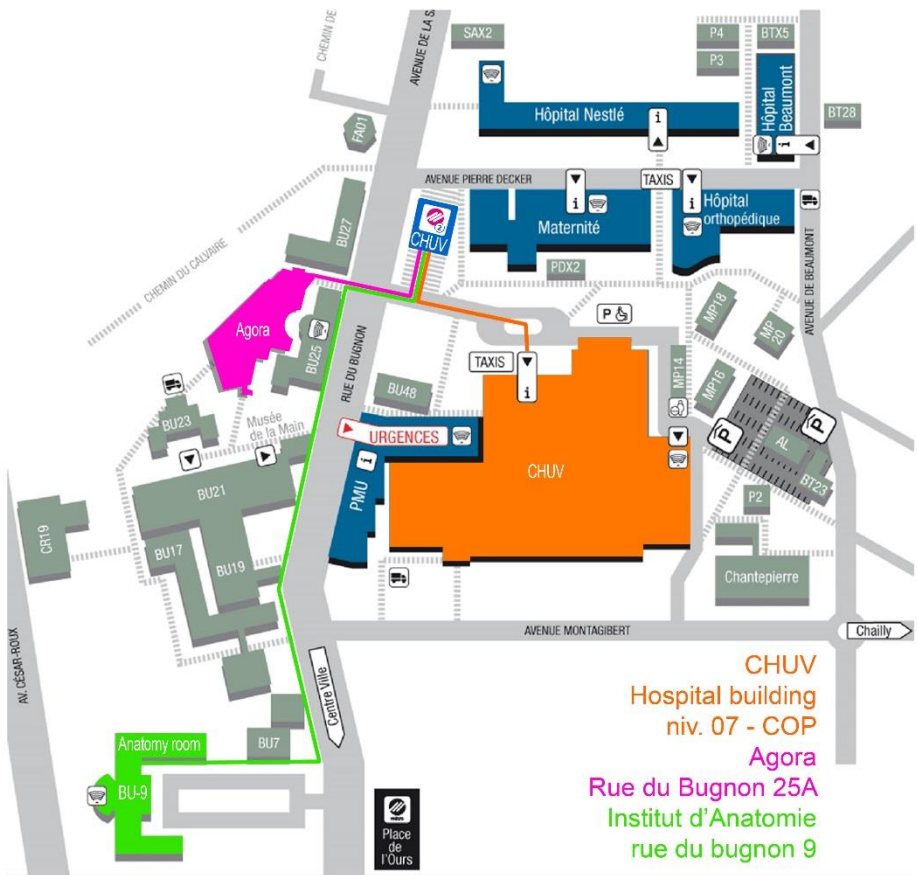 CHEMIN DE
AVENUE DE LA S
SAX2
P4
BTX5
P3
Hôpital Nestlé
i
Hôpital
Beaumont
i
BT28
FA01
AVENUE PIERRE DECKER
TAXIS
i
i
Hôpital
orthopédique
Maternité
PDX2
BU27
CHUV
CHEMIN DU CALVAIRE
AVENUE DE BEAUMONT
Agora
BU25
RUE DU BUGNON
P
MP18
MP
20
TAXIS
i
MP14
MP16
BU48
BU23
Musée
de la Main
URGENCES
i
PMU
CHUV
P
P
AL
BT23
BU21
P2
CR19
BU17
BU19
Chantepierre
AVENUE MONTAGIBERT
Chailly
AV. CÉSAR-ROUX
Centre Ville
BU7
Anatomy room
BU-9
Place
de
l'Ours
CHUV
Hospital building
niv. 07 - COP
Agora
Rue du Bugnon 25A
Institut d'Anatomie
rue du bugnon 9